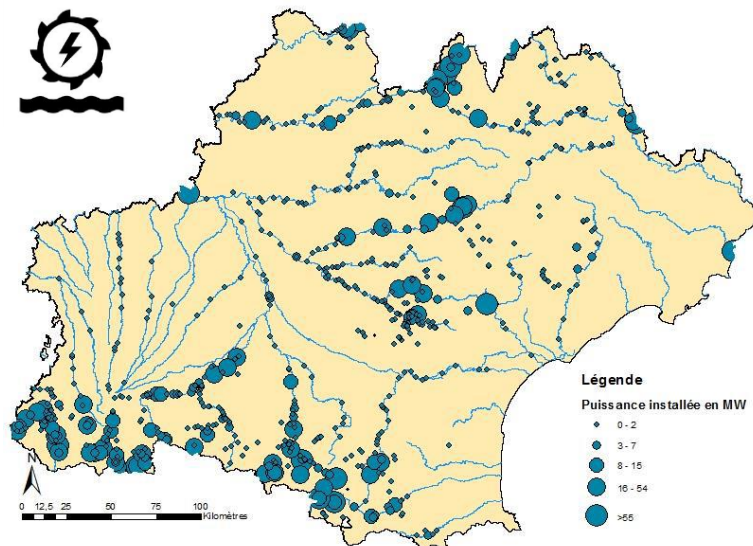 Légende
Puissance installée en MW
0 - 2
3 - 7
8 - 15
16 - 54
>55
N
0 12,5 25 50 75 100
Kilomètres